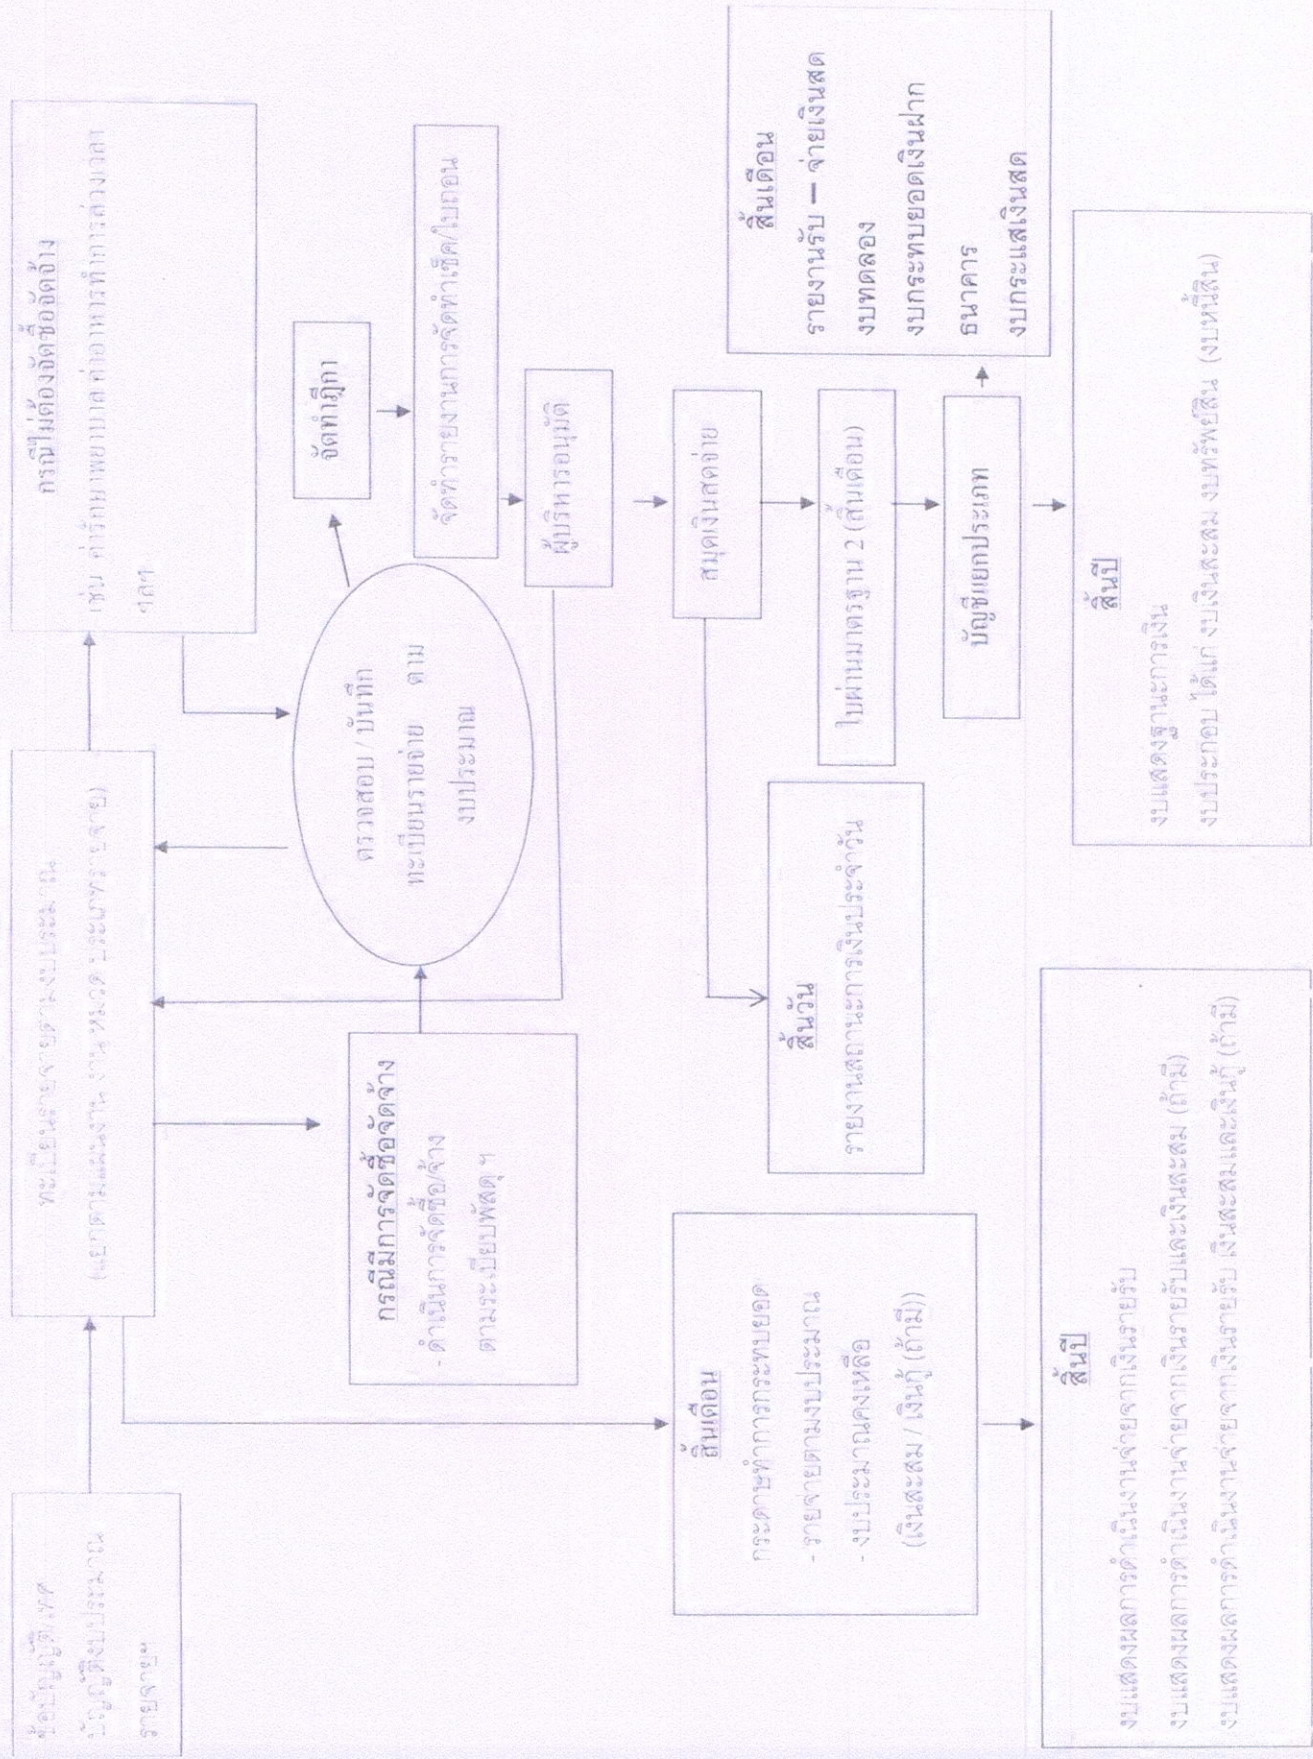 ข้อบัญญัติ/เทศ
บัญญัติงบประมาณ
รายจ่ายฯ
ทะเบียนรายจ่ายตามงบประมาณ
(แยกตามแผนงาน งาน หมวด ประเภทรายจ่าย)
กรณีไม่ต้องจัดซื้อจัดจ้าง
เช่น ค่ารักษาพยาบาล ค่าอาหารทำการล่วงเวลา
ฯลฯ
กรณีมีการจัดซื้อจัดจ้าง
- ดำเนินการจัดซื้อ/จ้าง
ตามระเบียบพัสดุ ฯ
ตรวจสอบ / บันทึก
ทะเบียนรายจ่าย ตาม
งบประมาณ
จัดทำฎีกา
จัดทำรายงานการจัดทำเช็ค/ใบถอน
ผู้บริหารอนุมัติ
สิ้นเดือน
กระดาษทำการกระทบยอด
- รายจ่ายตามงบประมาณ
- งบประมาณคงเหลือ
(เงินสะสม / เงินกู้ (ถ้ามี))
สิ้นวัน
รายงานสถานะการเงินประจำวัน
สมุดเงินสดจ่าย
ใบผ่านมาตรฐาน 2 (สิ้นเดือน)
บัญชีแยกประเภท
สิ้นเดือน
รายงานรับ – จ่ายเงินสด
งบทดลอง
งบกระทบยอดเงินฝาก
ธนาคาร
งบกระแสเงินสด
สิ้นปี
งบแสดงผลการดำเนินงานจ่ายจากเงินรายรับ
งบแสดงผลการดำเนินงานจ่ายจากเงินรายรับและเงินสะสม (ถ้ามี)
งบแสดงผลการดำเนินงานจ่ายจากเงินรายรับ เงินสะสมและเงินกู้ (ถ้ามี)
สิ้นปี
งบแสดงฐานะการเงิน
งบประกอบ ได้แก่ งบเงินสะสม งบทรัพย์สิน (งบหนี้สิน)